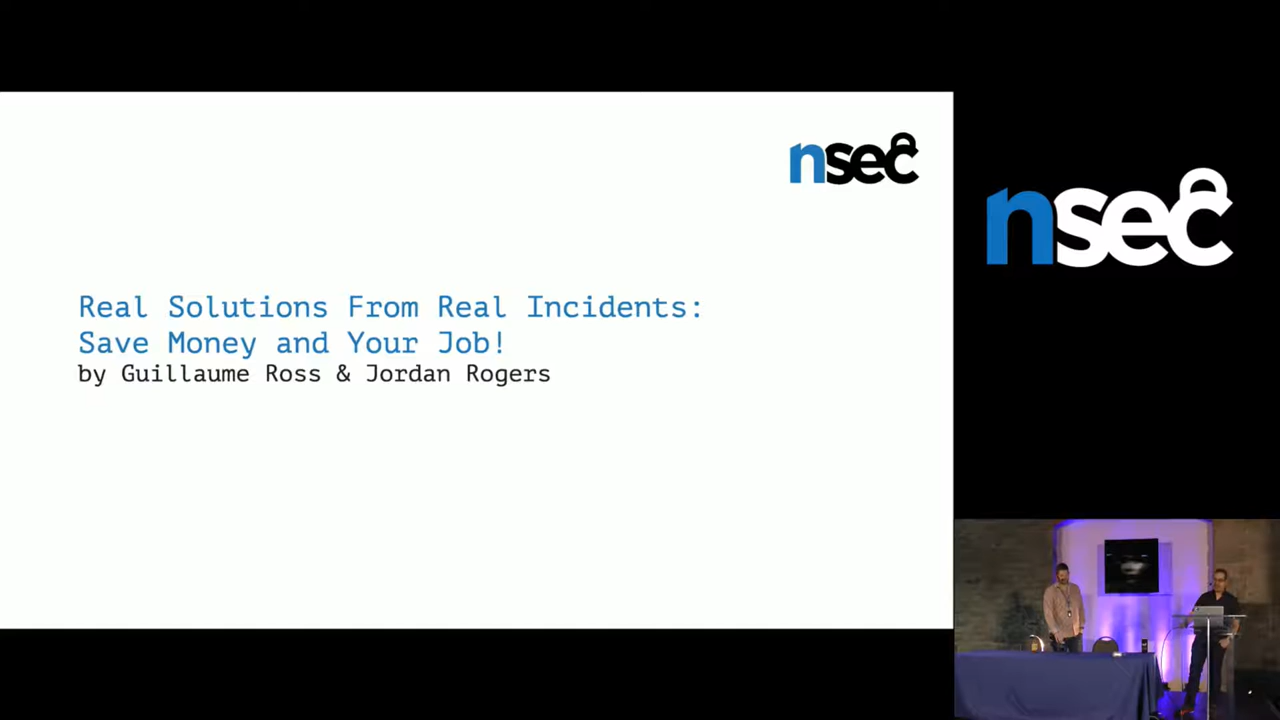 nsec
Real Solutions From Real Incidents:
Save Money and Your Job!
by Guillaume Ross & Jordan Rogers
nsec